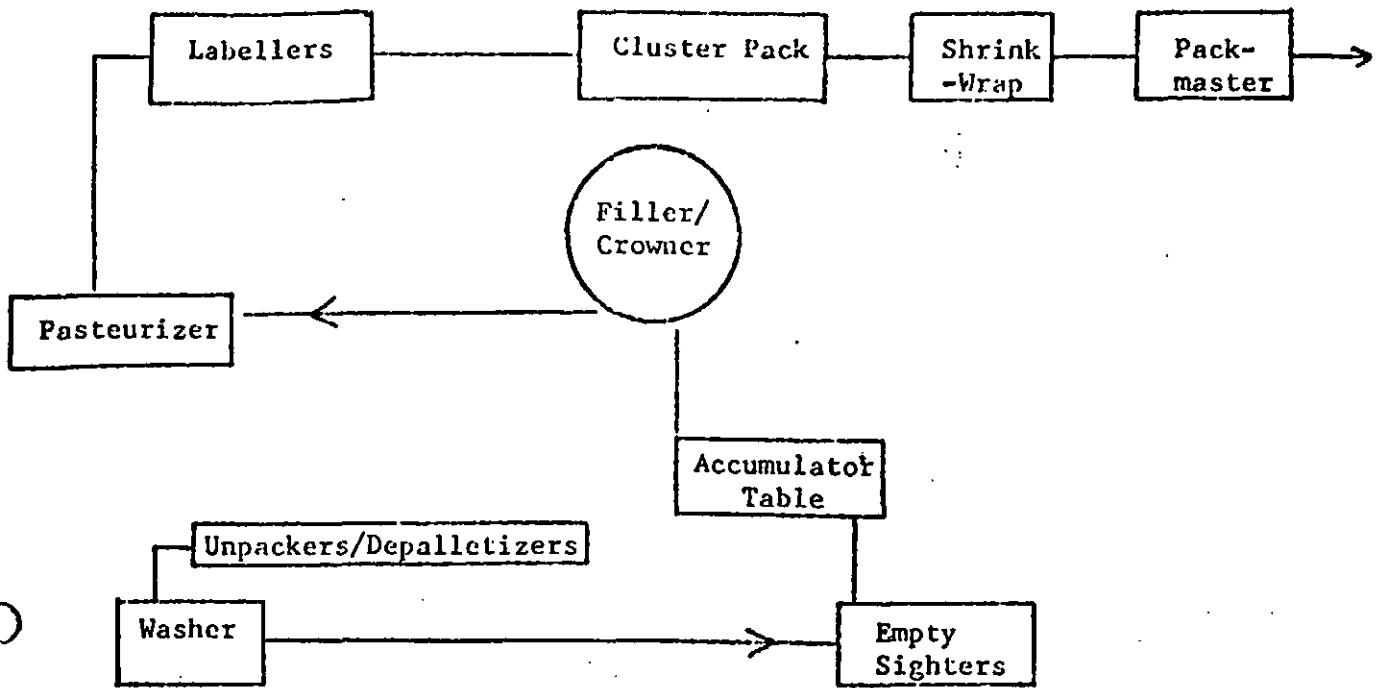 Labellers
Cluster Pack
Shrink
-Wrap
Pack-
master
Filler/
Crowner
Pasteurizer
Accumulator
Table
Unpackers/Depalletizers
Washer
Empty
Sighters